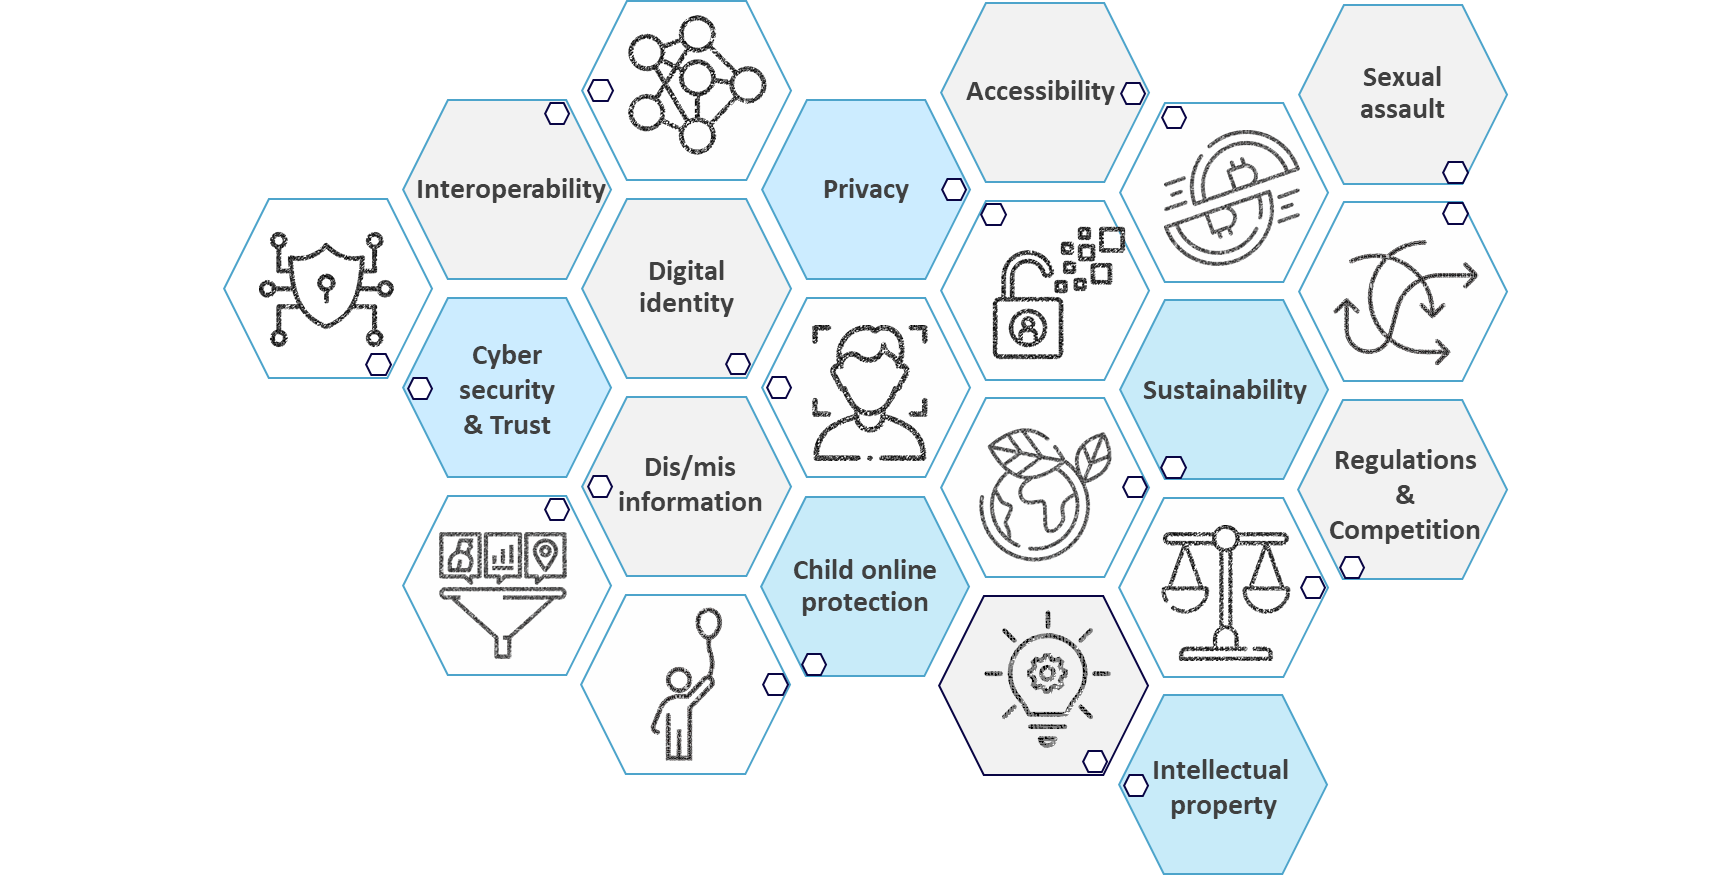 Accessibility
Sexual
assault
Interoperability
Privacy
Digital
identity
Cyber
security
& Trust
Sustainability
Dis/mis
information
Regulations
&
Competition
Child online
protection
Intellectual
property